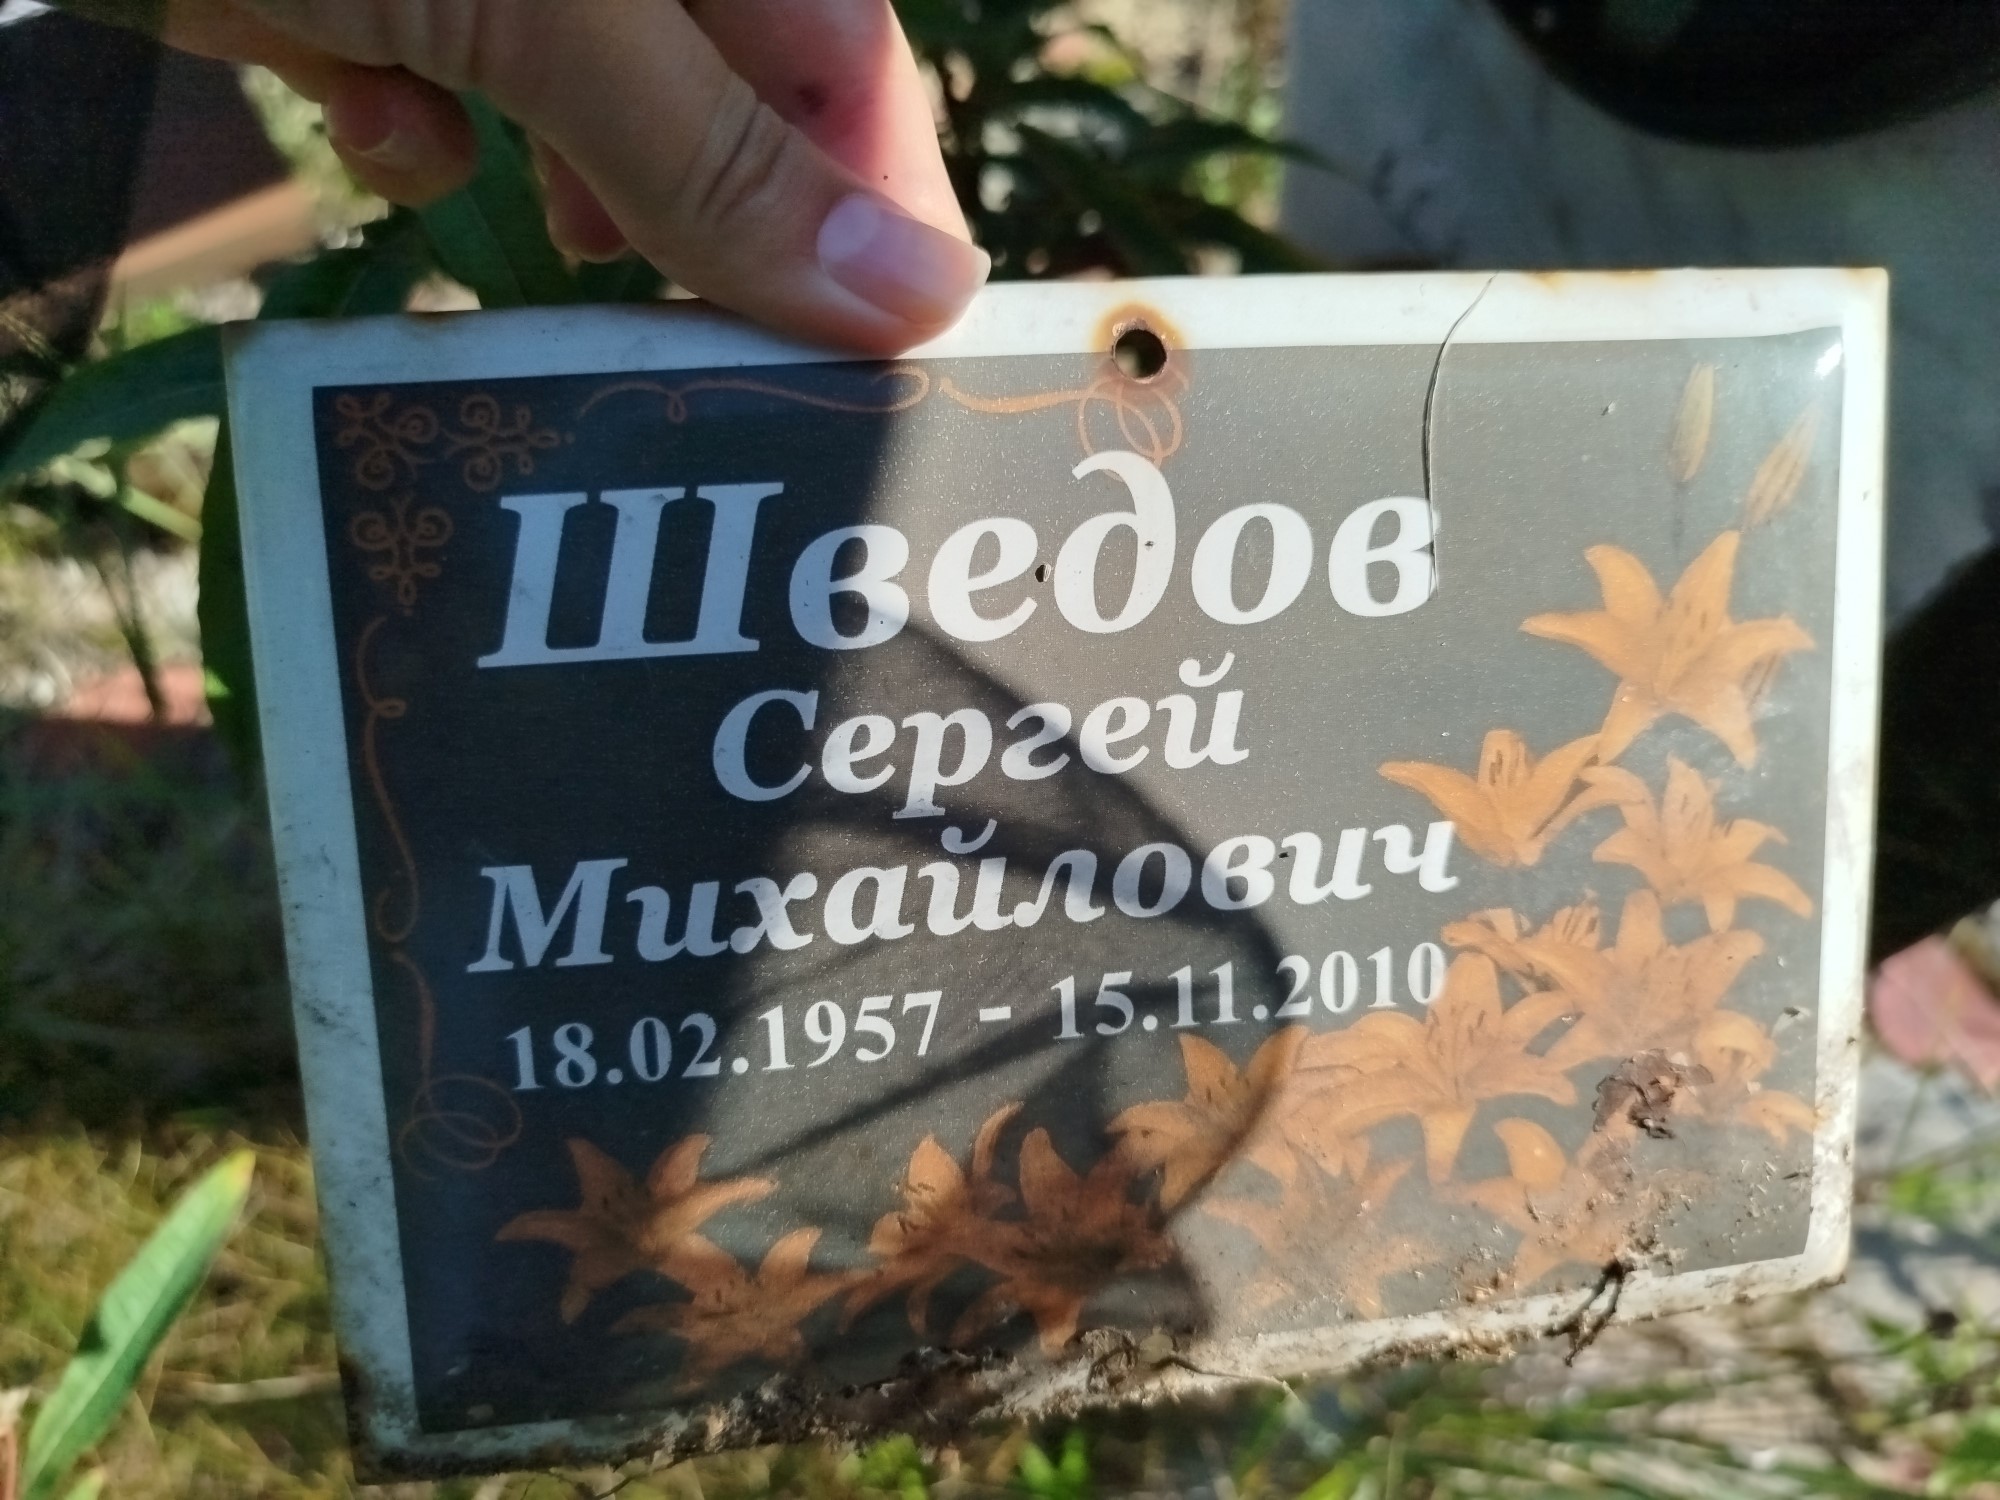 Шведов
Сергей
Михайлович
18.02.1957 - 15.11.2010